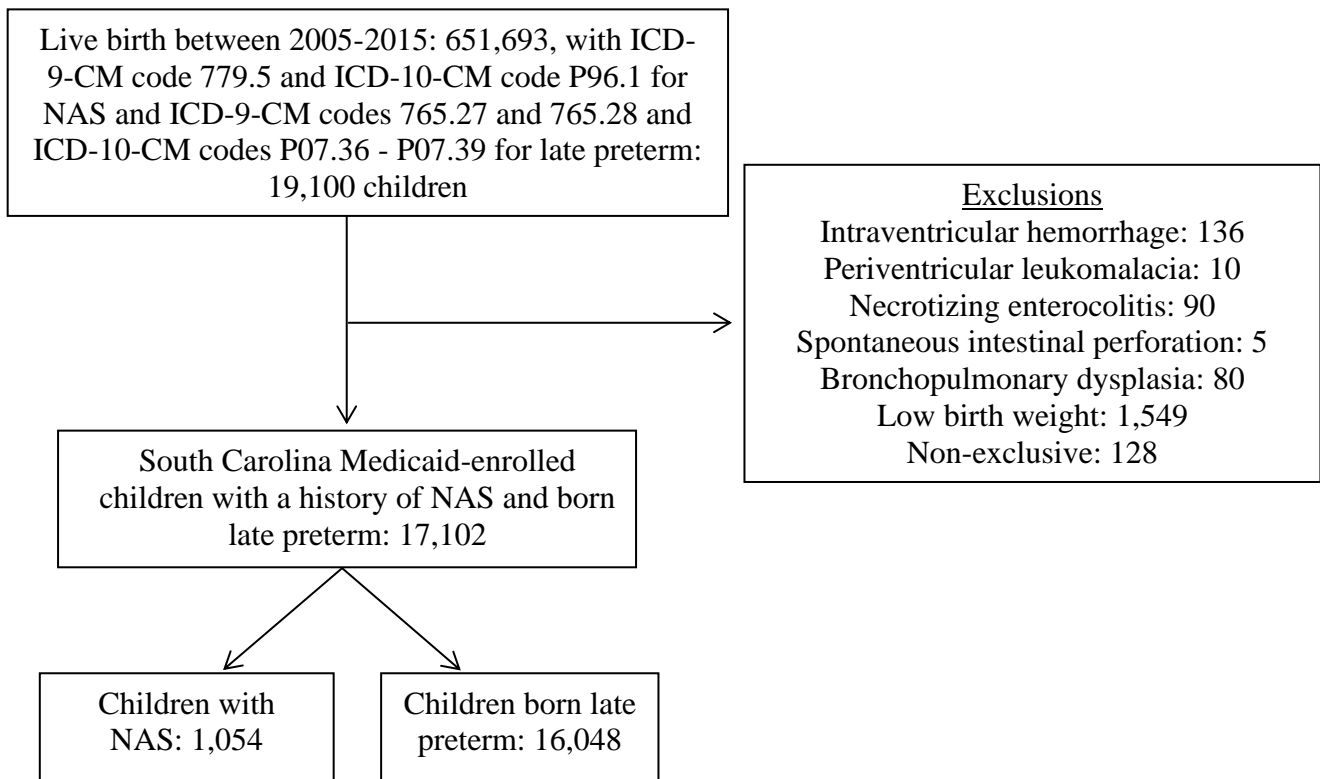 Live birth between 2005-2015: 651,693, with ICD-
9-CM code 779.5 and ICD-10-CM code P96.1 for
NAS and ICD-9-CM codes 765.27 and 765.28 and
ICD-10-CM codes P07.36 - P07.39 for late preterm:
19,100 children
Exclusions
Intraventricular hemorrhage: 136
Periventricular leukomalacia: 10
Necrotizing enterocolitis: 90
Spontaneous intestinal perforation: 5
Bronchopulmonary dysplasia: 80
Low birth weight: 1,549
Non-exclusive: 128
South Carolina Medicaid-enrolled
children with a history of NAS and born
late preterm: 17,102
Children with
NAS: 1,054
Children born late
preterm: 16,048